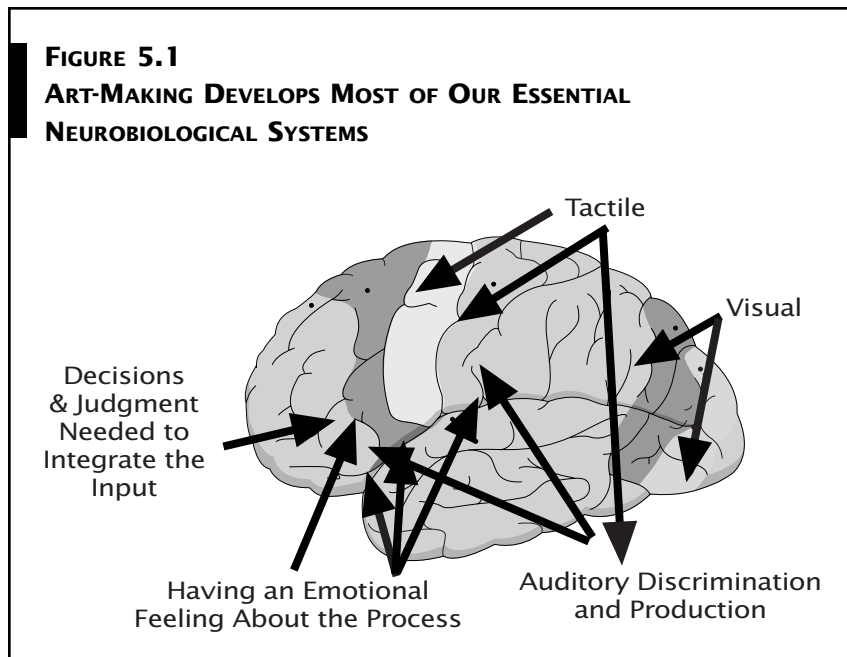 FIGURE 5.1
ART-MAKING DEVELOPS MOST OF OUR ESSENTIAL
NEUROBIOLOGICAL SYSTEMS
Tactile
Visual
Decisions
& Judgment
Needed to
Integrate the
Input
Having an Emotional
Feeling About the Process
Auditory Discrimination
and Production